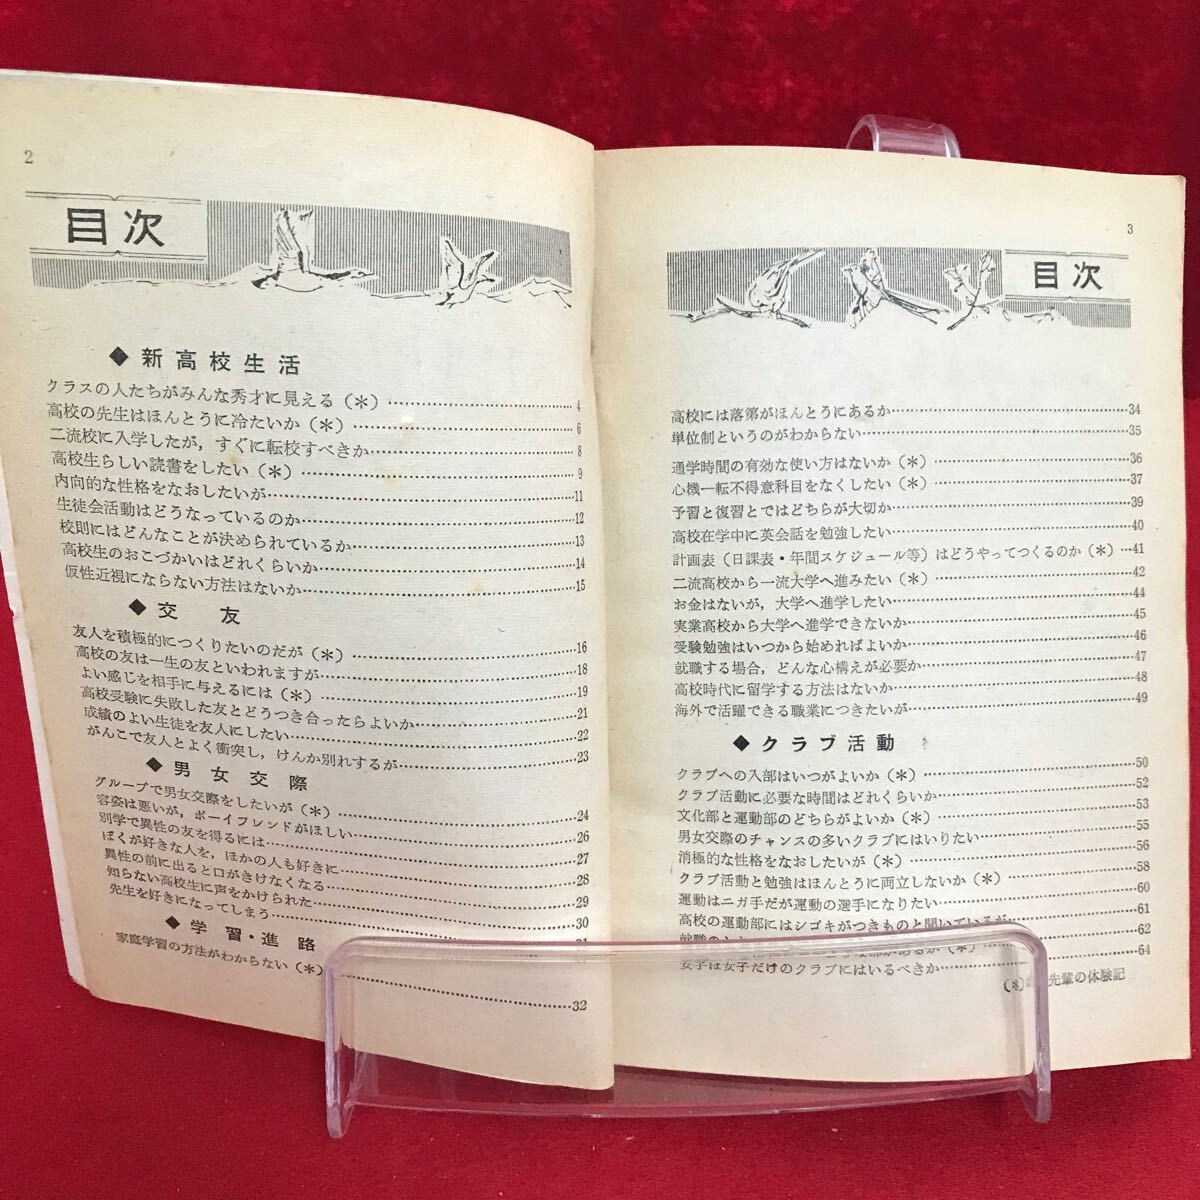 2
目次
◆新高校生活
クラスの人たちがみんな秀才に見える（＊）…4
高校の先生はほんとうに冷たいか（＊）…6
二流校に入学したが，すぐに転校すべきか…8
高校生らしい読書をしたい（＊）…9
内向的な性格をなおしたいが…11
生徒会活動はどうなっているのか…12
校則にはどんなことが決められているか…13
高校生のおこづかいはどれくらいか…14
仮性近視にならない方法はないか…15
◆交友
友人を積極的につくりたいのだが（＊）…16
高校の友は一生の友といわれますが…18
よい感じを相手に与えるには（＊）…19
高校受験に失敗した友とどうつき合ったらよいか…21
成績のよい生徒を友人にしたい…22
がんこで友人とよく衝突し，けんか別れするが…23
◆男女交際
グループで男女交際をしたいが（＊）…24
容姿は悪いが，ボーイフレンドがほしい…26
別学で異性の友を得るには…27
ぼくが好きな人を，ほかの人も好きに…28
異性の前に出ると口がきけなくなる…29
知らない高校生に声をかけられた…30
先生を好きになってしまう…31
◆学習・進路
家庭学習の方法がわからない（＊）…32
3
目次
高校には落第がほんとうにあるか…34
単位制というのがわからない…35
通学時間の有効な使い方はないか（＊）…36
心機一転不得意科目をなくしたい（＊）…37
予習と復習とではどちらが大切か…39
高校在学中に英会話を勉強したい…40
計画表（日課表・年間スケジュール等）はどうやってつくるのか（＊）…41
二流高校から一流大学へ進みたい（＊）…42
お金はないが，大学へ進学したい…44
実業高校から大学へ進学できないか…45
受験勉強はいつから始めればよいか…46
就職する場合，どんな心構えが必要か…47
高校時代に留学する方法はないか…48
海外で活躍できる職業につきたいが…49
◆クラブ活動
クラブへの入部はいつがよいか（＊）…50
クラブ活動に必要な時間はどれくらいか…52
文化部と運動部のどちらがよいか（＊）…53
男女交際のチャンスの多いクラブにはいりたい…55
消極的な性格をなおしたいが（＊）…56
クラブ活動と勉強はほんとうに両立しないか（＊）…58
運動はニガ手だが運動の選手になりたい…60
高校の運動部にはシゴキがつきものと聞いているが…61
部があるか（＊）…62
女子は女子だけのクラブにはいるべきか…64
（＊）先輩の体験記